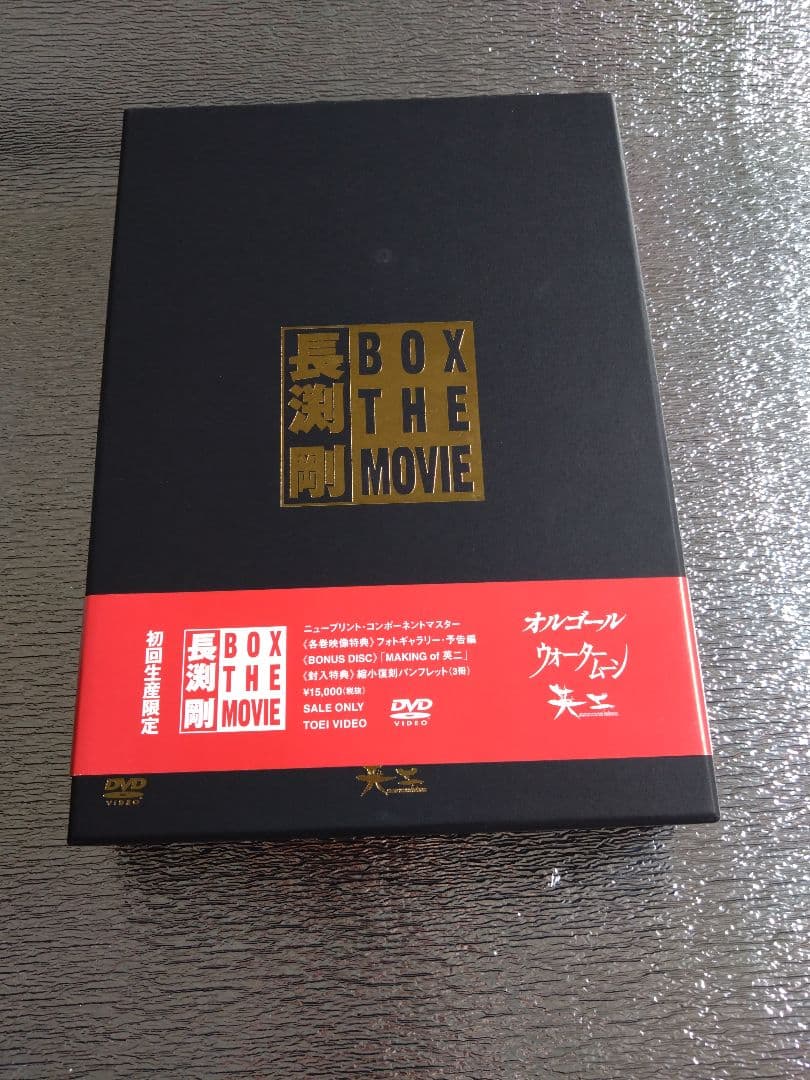 長渕剛
BOX
THE
MOVIE
初回生産限定
長渕剛
BOX
THE
MOVIE
ニュープリント・コンポーネントマスター
〈各巻映像特典〉フォトギャラリー・予告編
〈BONUS DISC〉「MAKING of 英二」
〈封入特典〉縮小復刻パンフレット(3冊)
¥15,000(税抜)
SALE ONLY
TOEI VIDEO
DVD
VIDEO
オルゴール
ウォータームーン
英二
DVD
VIDEO
英二